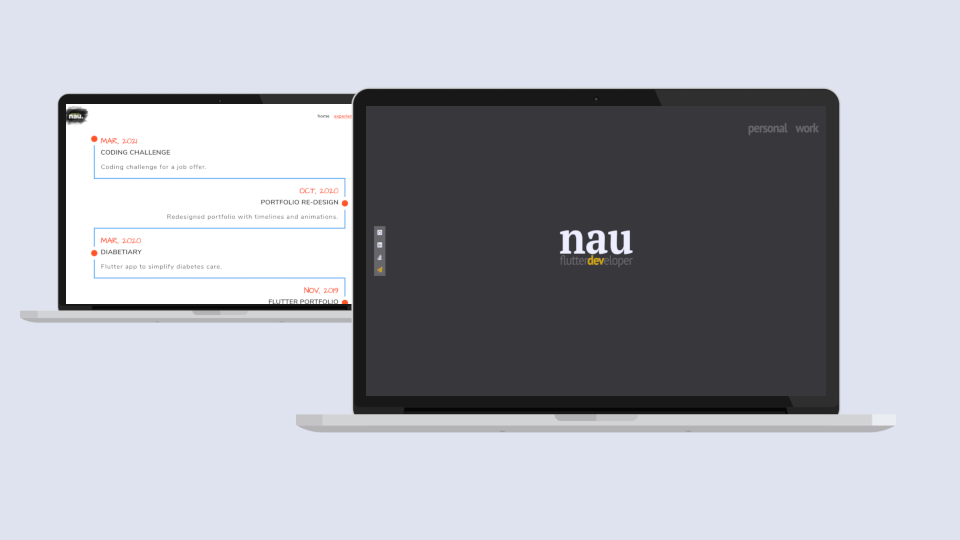 nau.
home experien
MAR, 2021
CODING CHALLENGE
Coding challenge for a job offer.
OCT, 2020
PORTFOLIO RE-DESIGN
Redesigned portfolio with timelines and animations.
MAR, 2020
DIABETIARY
Flutter app to simplify diabetes care.
NOV, 2019
FLUTTER PORTFOLIO
personal work
nau
flutterdeveloper